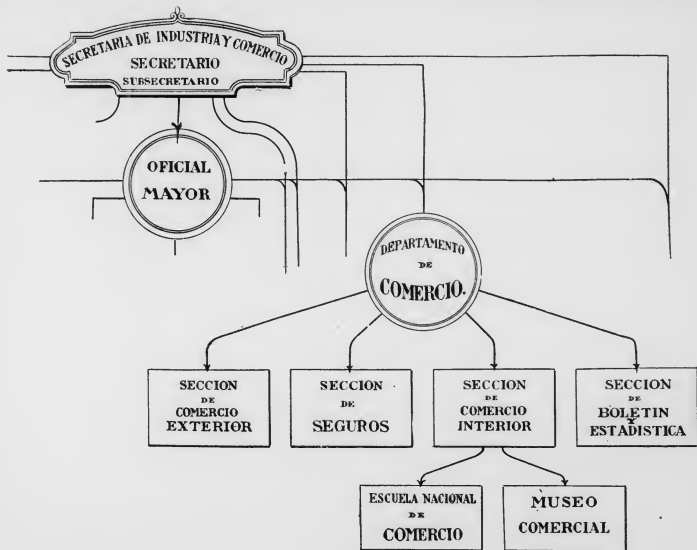 SECRETARIA DE INDUSTRIA Y COMERCIO
SECRETARIO
SUBSECRETARIO
OFICIAL
MAYOR
DEPARTAMENTO
DE
COMERCIO.
SECCION
DE
COMERCIO
EXTERIOR
SECCION
DE
SEGUROS
SECCION
DE
COMERCIO
INTERIOR
SECCION
DE
BOLETIN
Y
ESTADISTICA
ESCUELA NACIONAL
DE
COMERCIO
MUSEO
COMERCIAL